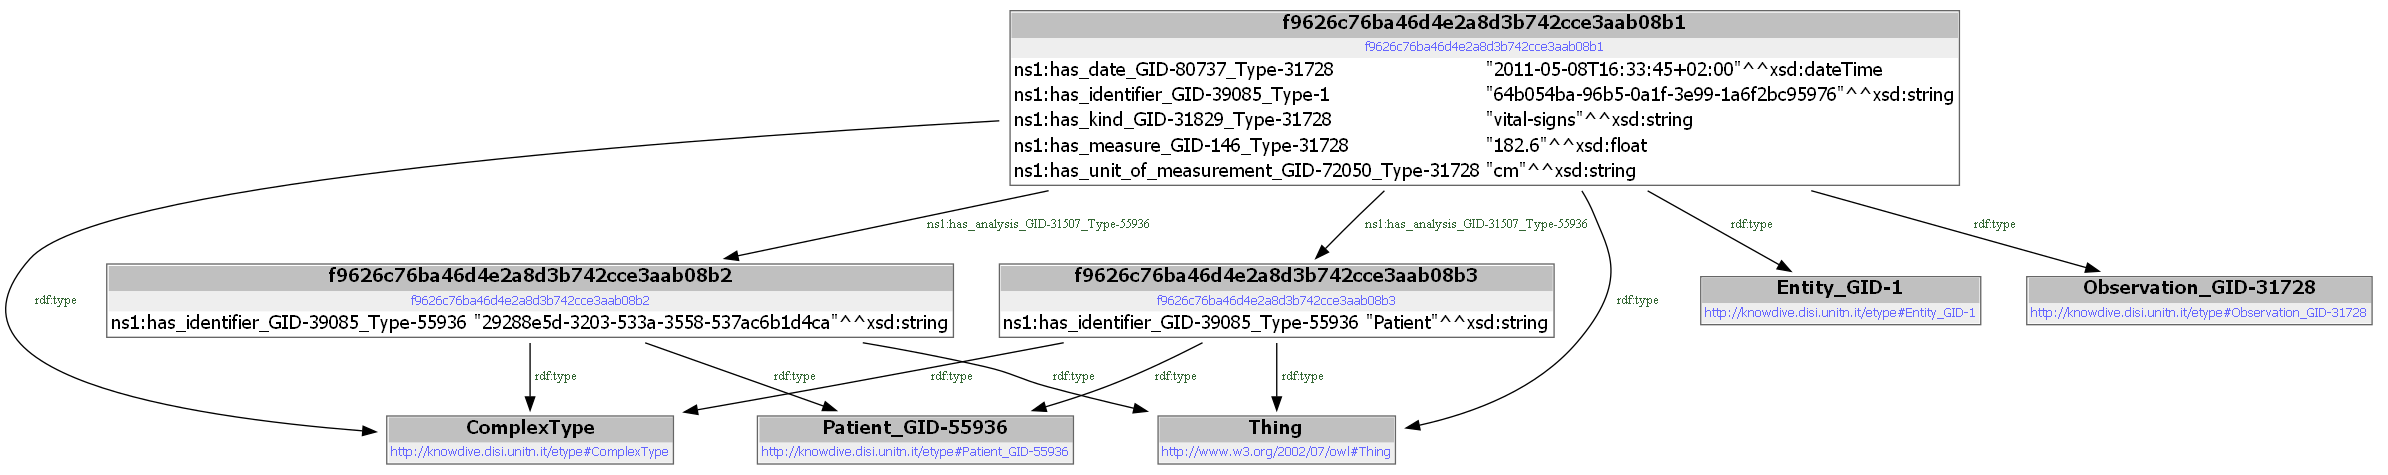 f9626c76ba46d4e2a8d3b742cce3aab08b1
f9626c76ba46d4e2a8d3b742cce3aab08b1
ns1:has_date_GID-80737_Type-31728 "2011-05-08T16:33:45+02:00"^^xsd:dateTime
ns1:has_identifier_GID-39085_Type-1 "64b054ba-96b5-0a1f-3e99-1a6f2bc95976"^^xsd:string
ns1:has_kind_GID-31829_Type-31728 "vital-signs"^^xsd:string
ns1:has_measure_GID-146_Type-31728 "182.6"^^xsd:float
ns1:has_unit_of_measurement_GID-72050_Type-31728 "cm"^^xsd:string
ns1:has_analysis_GID-31507_Type-55936
ns1:has_analysis_GID-31507_Type-55936
rdf:type
rdf:type
f9626c76ba46d4e2a8d3b742cce3aab08b2
f9626c76ba46d4e2a8d3b742cce3aab08b2
ns1:has_identifier_GID-39085_Type-55936 "29288e5d-3203-533a-3558-537ac6b1d4ca"^^xsd:string
f9626c76ba46d4e2a8d3b742cce3aab08b3
f9626c76ba46d4e2a8d3b742cce3aab08b3
ns1:has_identifier_GID-39085_Type-55936 "Patient"^^xsd:string
Entity_GID-1
http://knowdive.disi.unitn.it/etype#Entity_GID-1
Observation_GID-31728
http://knowdive.disi.unitn.it/etype#Observation_GID-31728
rdf:type
rdf:type
rdf:type
rdf:type
rdf:type
rdf:type
rdf:type
rdf:type
ComplexType
http://knowdive.disi.unitn.it/etype#ComplexType
Patient_GID-55936
http://knowdive.disi.unitn.it/etype#Patient_GID-55936
Thing
http://www.w3.org/2002/07/owl#Thing